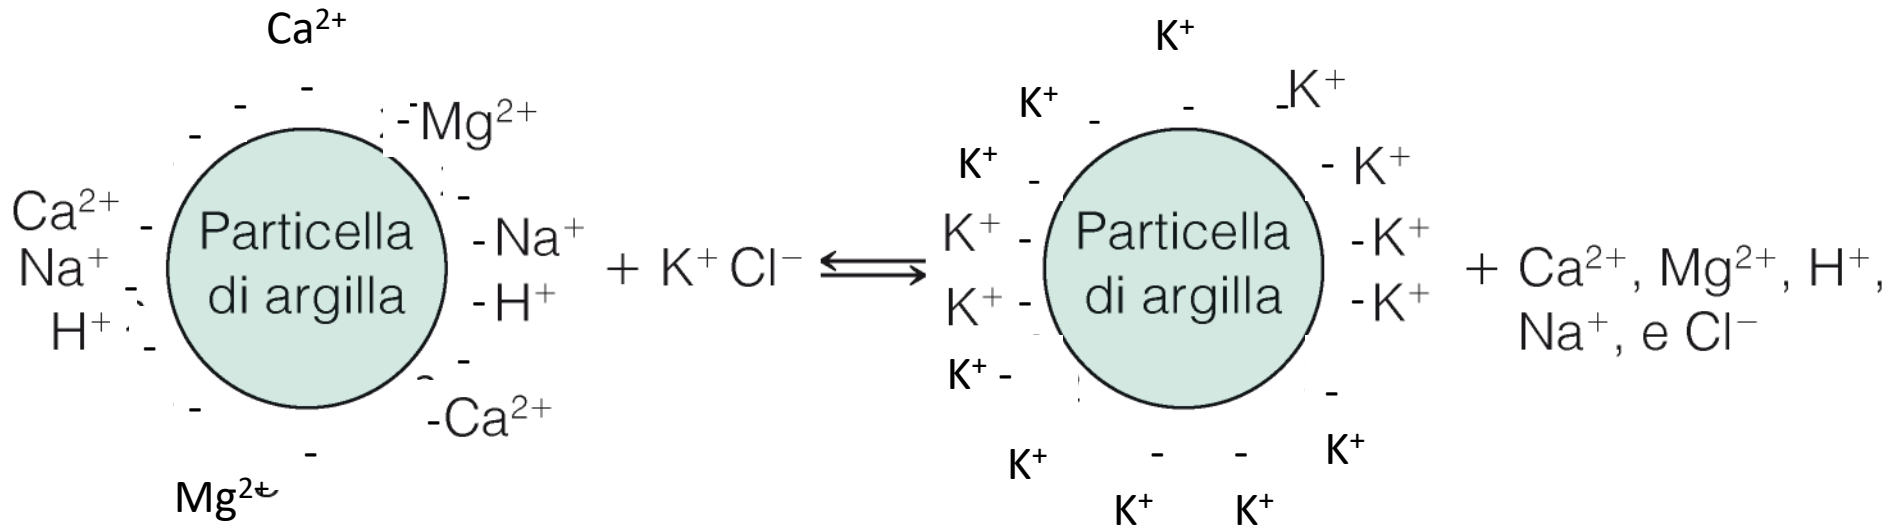 Ca²⁺
Mg²⁺
Ca²⁺
Na⁺
H⁺
Particella
di argilla
Na⁺
H⁺
Ca²⁺
Mg²⁺
+ K⁺ Cl⁻
K⁺
K⁺
K⁺
K⁺
K⁺
K⁺
K⁺
K⁺
Particella
di argilla
K⁺
K⁺
K⁺
K⁺
K⁺
K⁺
K⁺
+ Ca²⁺, Mg²⁺, H⁺,
Na⁺, e Cl⁻